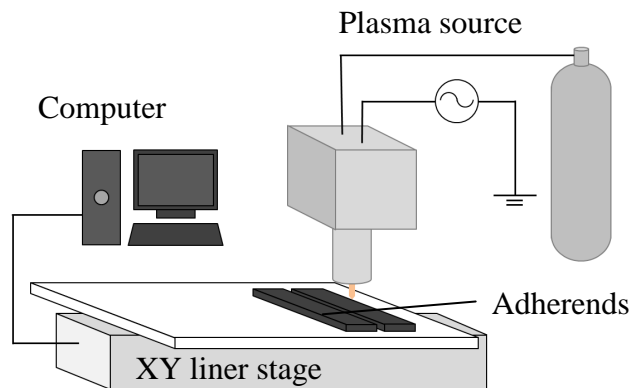 Plasma source
Computer
Adherends
XY liner stage